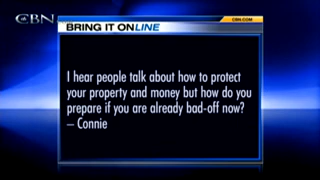 CBN
CBN.COM
BRING IT ONLINE
I hear people talk about how to protect
your property and money but how do you
prepare if you are already bad-off now?
– Connie